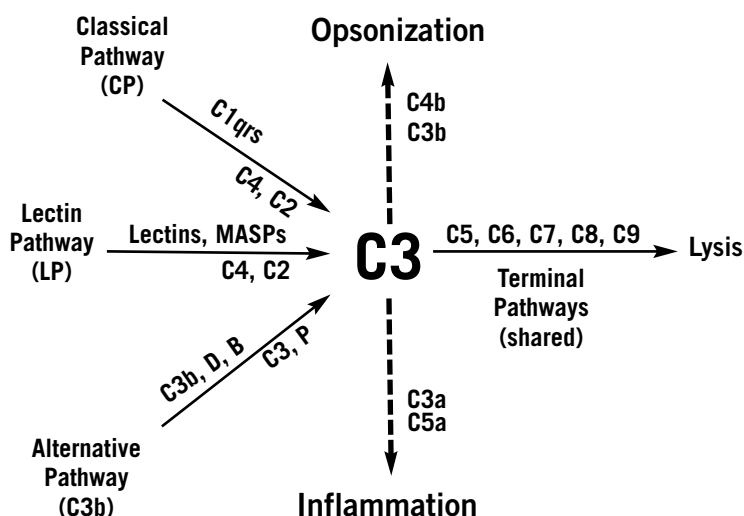 Classical
Pathway
(CP)
Opsonization
C1qrs
C4, C2
C4b
C3b
Lectin
Pathway
(LP)
Lectins, MASPs
C4, C2
C3
C5, C6, C7, C8, C9
Terminal
Pathways
(shared)
Lysis
C3b, D, B
C3, P
C3a
C5a
Alternative
Pathway
(C3b)
Inflammation